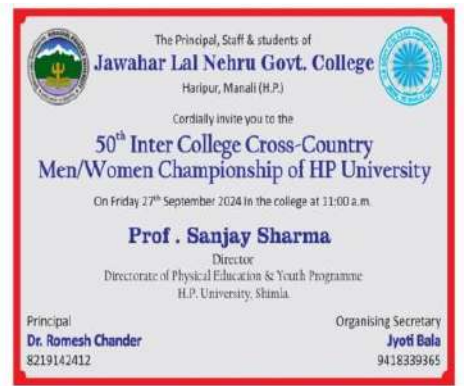 The Principal, Staff & students of
Jawahar Lal Nehru Govt. College
Haripur, Manali (H.P.)
Cordially invite you to the
50th Inter College Cross-Country
Men/Women Championship of HP University
On Friday 27th September 2024 in the college at 11:00 a.m.
Prof . Sanjay Sharma
Director
Directorate of Physical Education & Youth Programme
H.P. University, Shimla.
Principal
Dr. Romesh Chander
8219142412
Organising Secretary
Jyoti Bala
9418339365